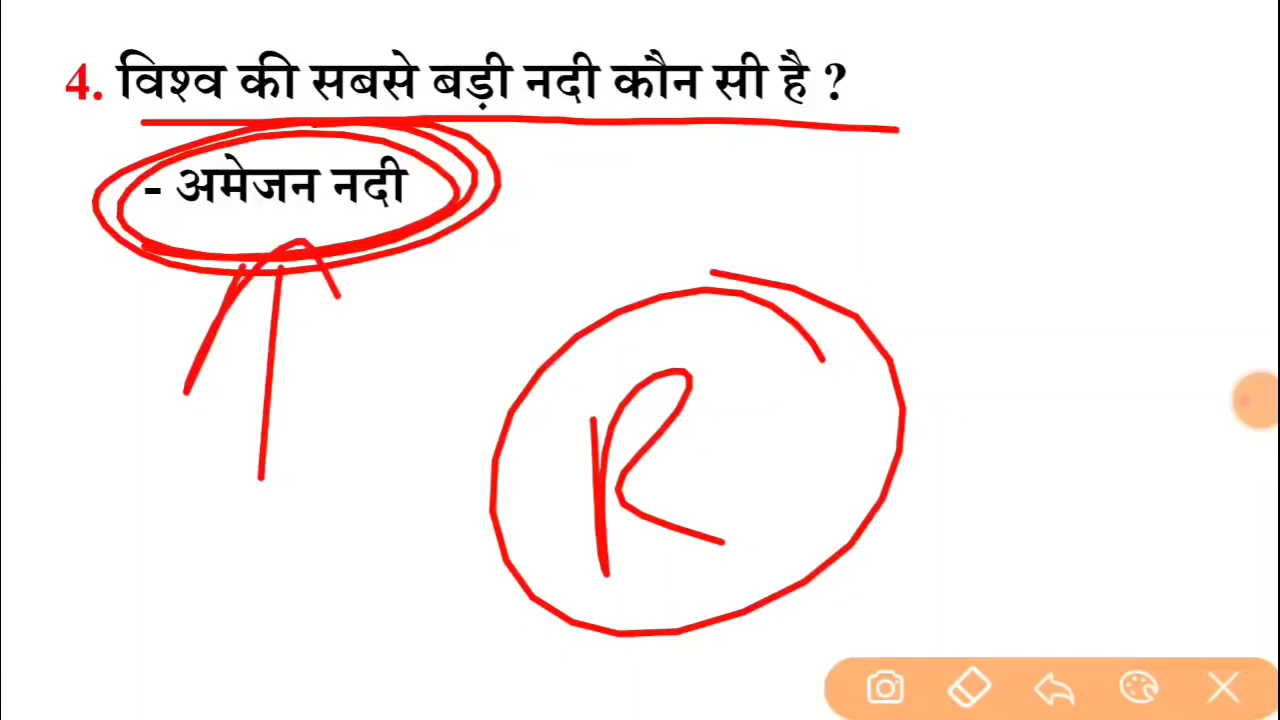 4. विश्व की सबसे बड़ी नदी कौन सी है ?
- अमेजन नदी
R